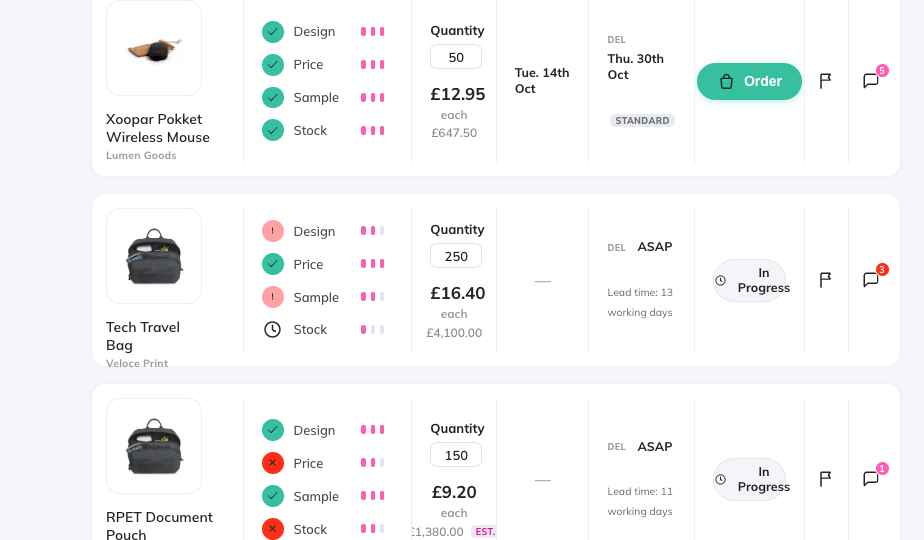 Design
Price
Sample
Stock
Xoopar Pokket
Wireless Mouse
Lumen Goods
Quantity
50
£12.95
each
£647.50
Tue. 14th
Oct
DEL
Thu. 30th
Oct
STANDARD
Order
5
Design
Price
Sample
Stock
Tech Travel
Bag
Veloce Print
Quantity
250
£16.40
each
£4,100.00
—
DEL ASAP
Lead time: 13
working days
In
Progress
3
Design
Price
Sample
Stock
RPET Document
Pouch
Quantity
150
£9.20
each
£1,380.00 EST.
—
DEL ASAP
Lead time: 11
working days
In
Progress
1